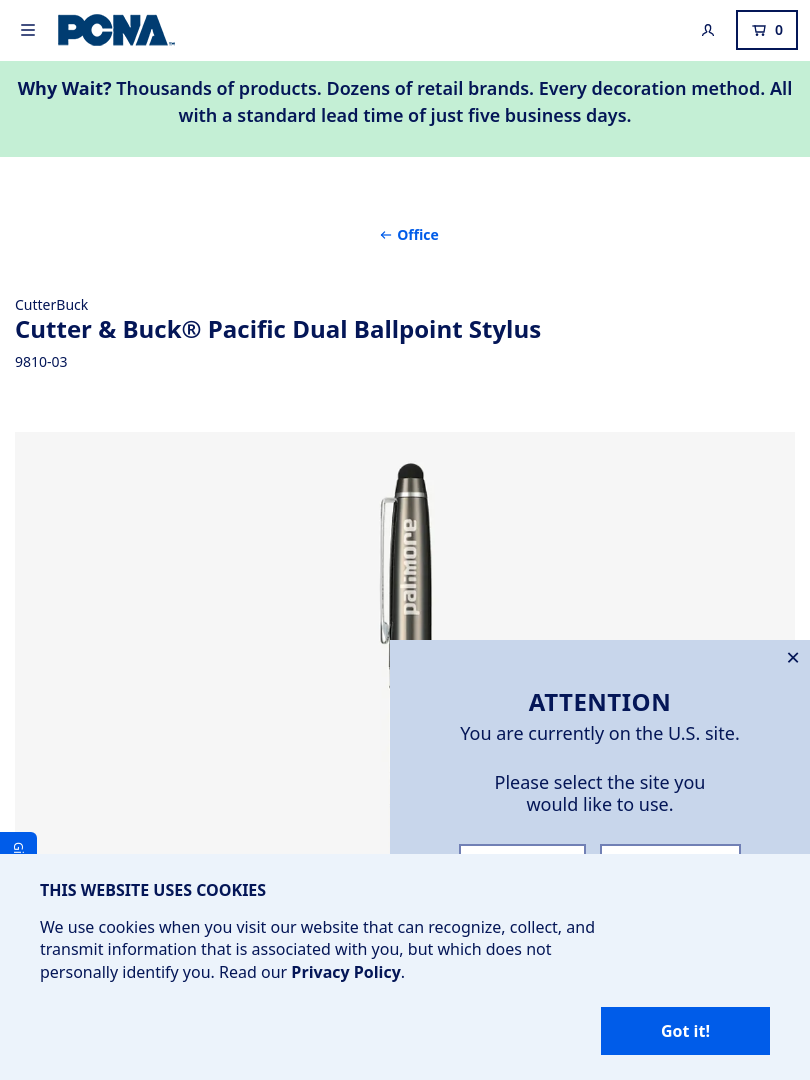 PCNA™
0
Why Wait? Thousands of products. Dozens of retail brands. Every decoration method. All
with a standard lead time of just five business days.
← Office
CutterBuck
Cutter & Buck® Pacific Dual Ballpoint Stylus
9810-03
pal:more
ATTENTION
You are currently on the U.S. site.
Please select the site you
would like to use.
THIS WEBSITE USES COOKIES
We use cookies when you visit our website that can recognize, collect, and
transmit information that is associated with you, but which does not
personally identify you. Read our Privacy Policy.
Got it!